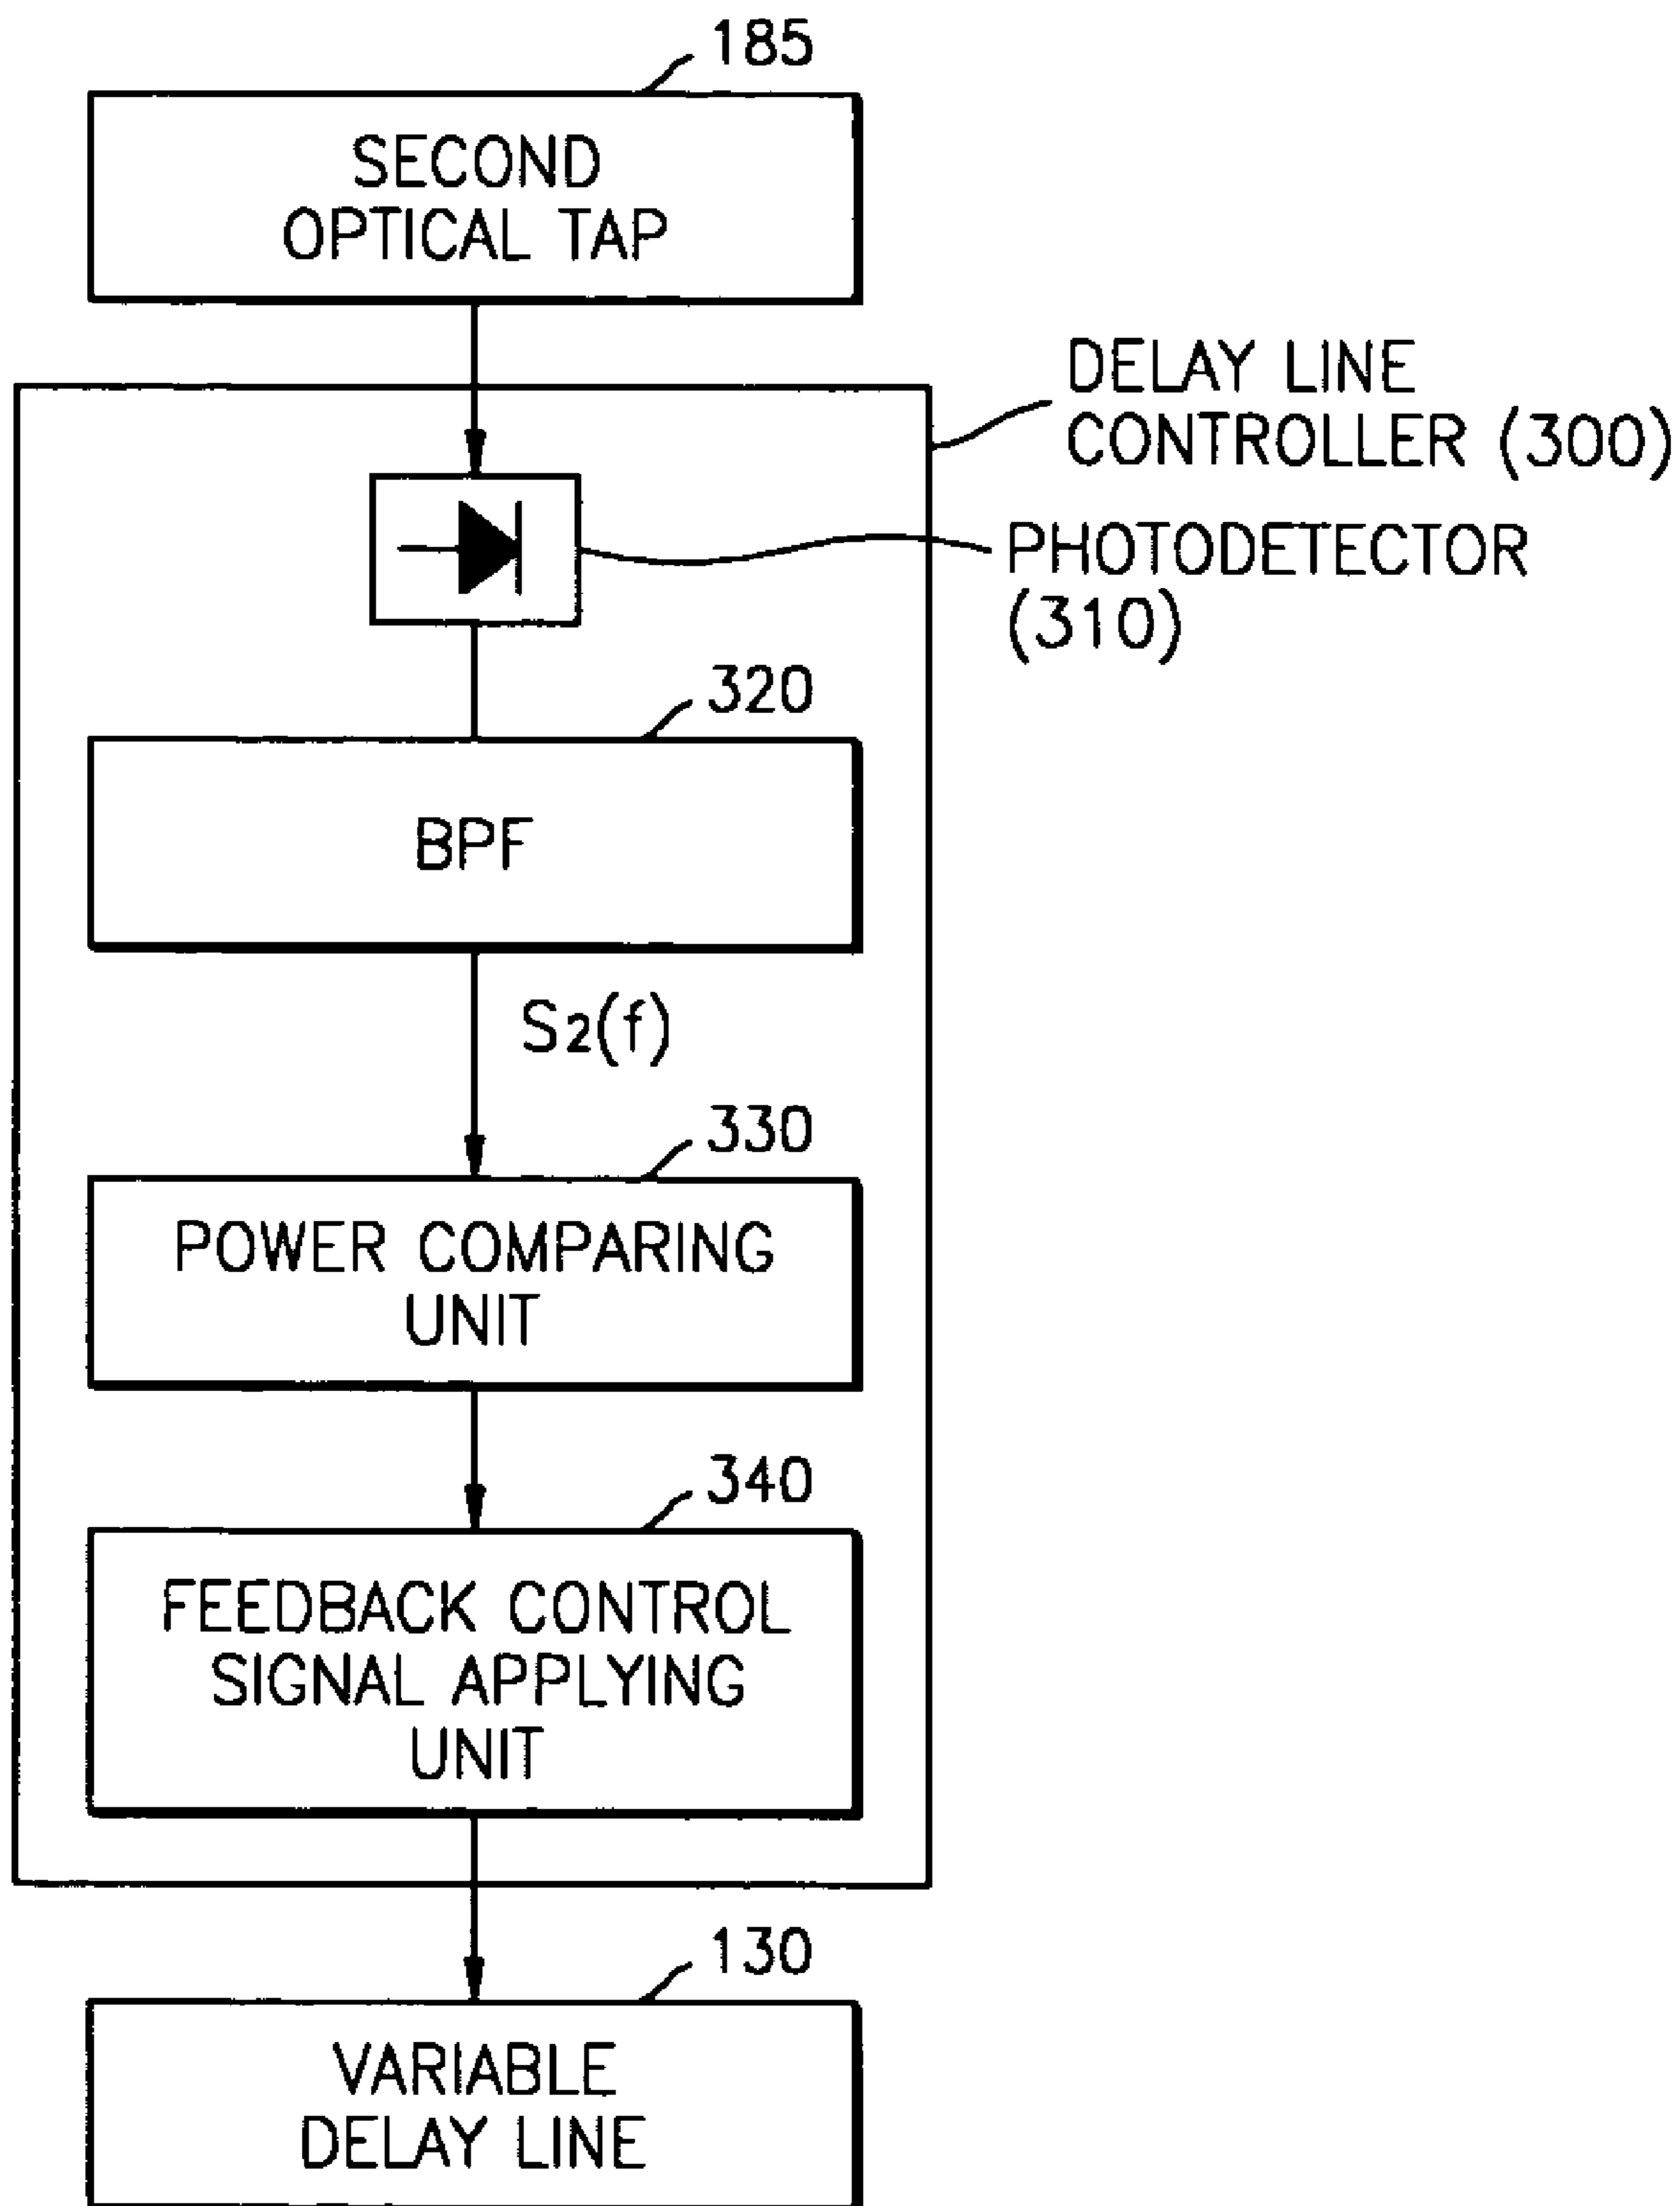 185
SECOND
OPTICAL TAP
DELAY LINE
CONTROLLER (300)
PHOTODETECTOR
(310)
320
BPF
S2(f)
330
POWER COMPARING
UNIT
340
FEEDBACK CONTROL
SIGNAL APPLYING
UNIT
130
VARIABLE
DELAY LINE